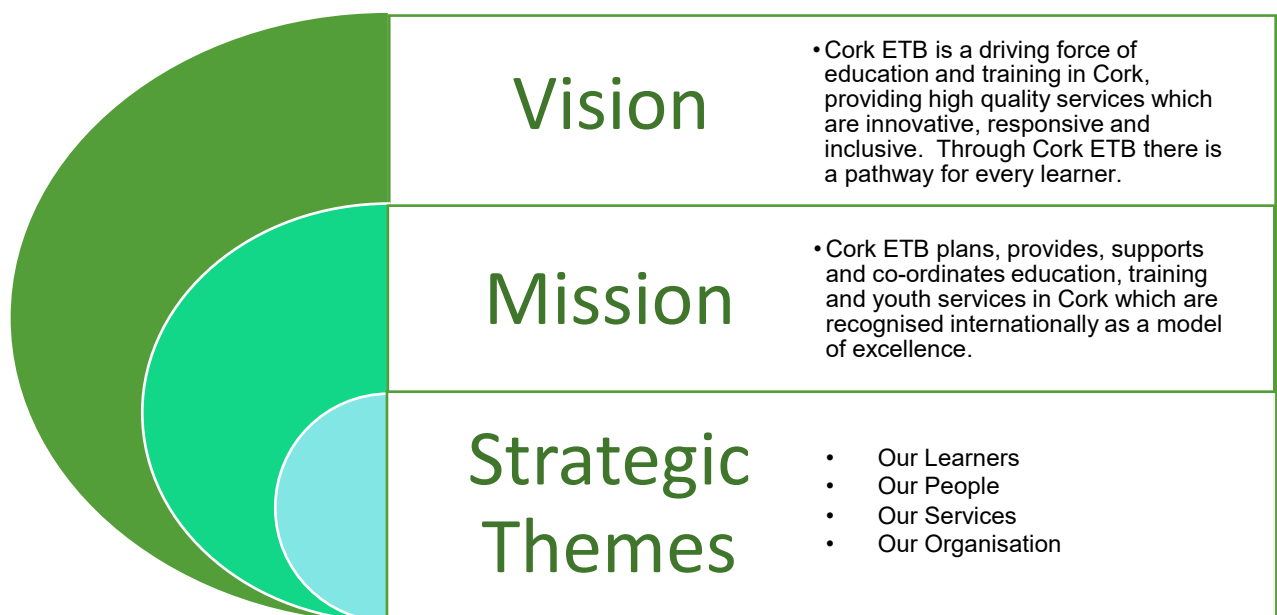 Vision
• Cork ETB is a driving force of
education and training in Cork,
providing high quality services which
are innovative, responsive and
inclusive.  Through Cork ETB there is
a pathway for every learner.
Mission
• Cork ETB plans, provides, supports
and co-ordinates education, training
and youth services in Cork which are
recognised internationally as a model
of excellence.
Strategic
Themes
• Our Learners
• Our People
• Our Services
• Our Organisation